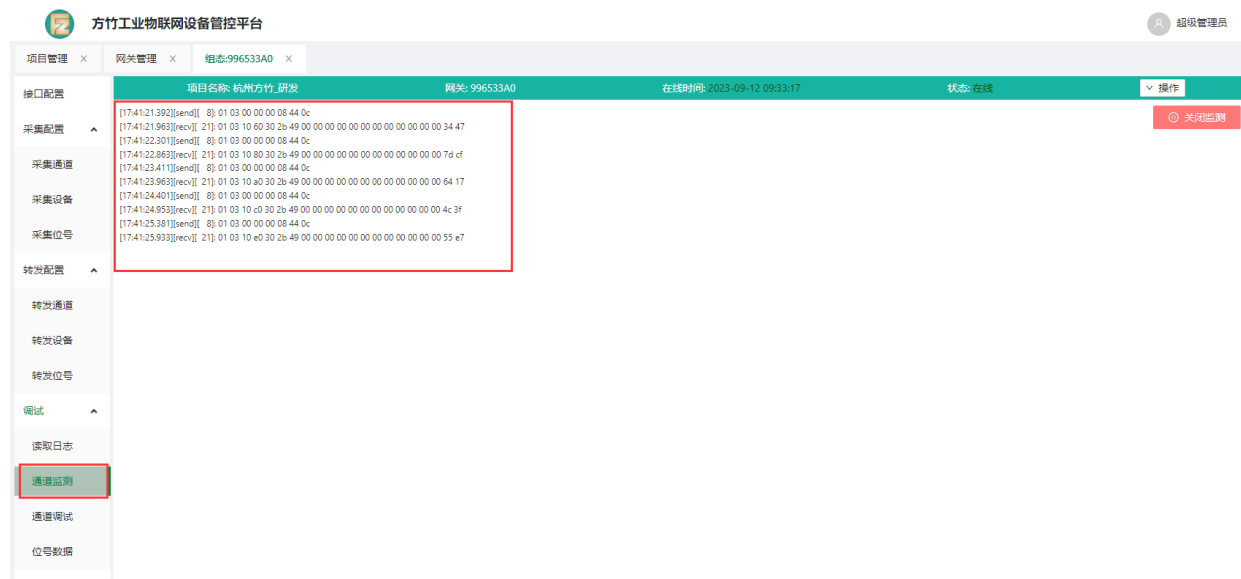 方竹工业物联网设备管控平台
超级管理员
项目管理 × 网关管理 × 组态:996533A0 ×
项目名称: 杭州方竹_研发 网关: 996533A0 在线时间: 2023-09-12 09:33:17 状态: 在线 操作
关闭监测
接口配置
采集配置
采集通道
采集设备
采集位号
转发配置
转发通道
转发设备
转发位号
调试
读取日志
通道监测
通道调试
位号数据
[17:41:21.392][send][ 8]: 01 03 00 00 00 08 44 0c
[17:41:21.963][recv][ 21]: 01 03 10 60 30 2b 49 00 00 00 00 00 00 00 00 00 00 00 00 34 47
[17:41:22.301][send][ 8]: 01 03 00 00 00 08 44 0c
[17:41:22.863][recv][ 21]: 01 03 10 80 30 2b 49 00 00 00 00 00 00 00 00 00 00 00 00 7d cf
[17:41:23.411][send][ 8]: 01 03 00 00 00 08 44 0c
[17:41:23.963][recv][ 21]: 01 03 10 a0 30 2b 49 00 00 00 00 00 00 00 00 00 00 00 00 64 17
[17:41:24.401][send][ 8]: 01 03 00 00 00 08 44 0c
[17:41:24.953][recv][ 21]: 01 03 10 c0 30 2b 49 00 00 00 00 00 00 00 00 00 00 00 00 4c 3f
[17:41:25.381][send][ 8]: 01 03 00 00 00 08 44 0c
[17:41:25.933][recv][ 21]: 01 03 10 e0 30 2b 49 00 00 00 00 00 00 00 00 00 00 00 00 55 e7